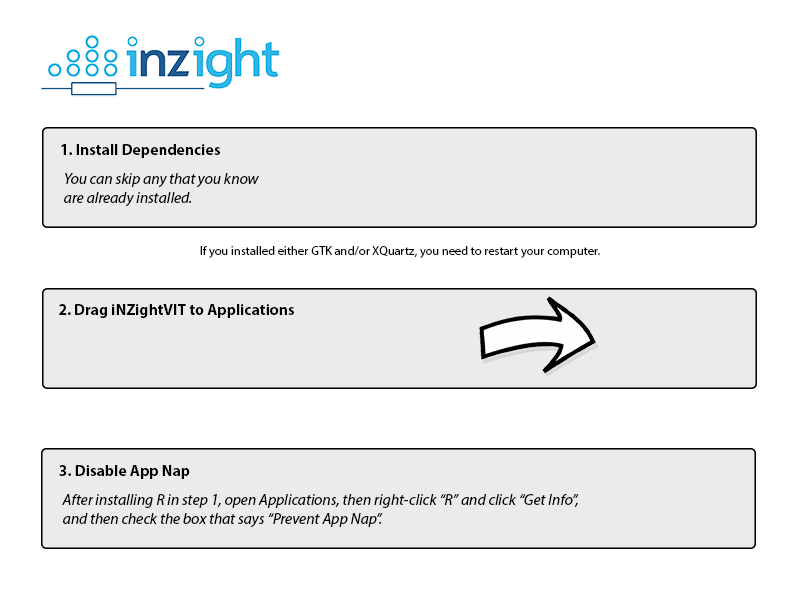 inzight
1. Install Dependencies
You can skip any that you know
are already installed.
If you installed either GTK and/or XQuartz, you need to restart your computer.
2. Drag iNZightVIT to Applications
3. Disable App Nap
After installing R in step 1, open Applications, then right-click “R” and click “Get Info”,
and then check the box that says “Prevent App Nap”.